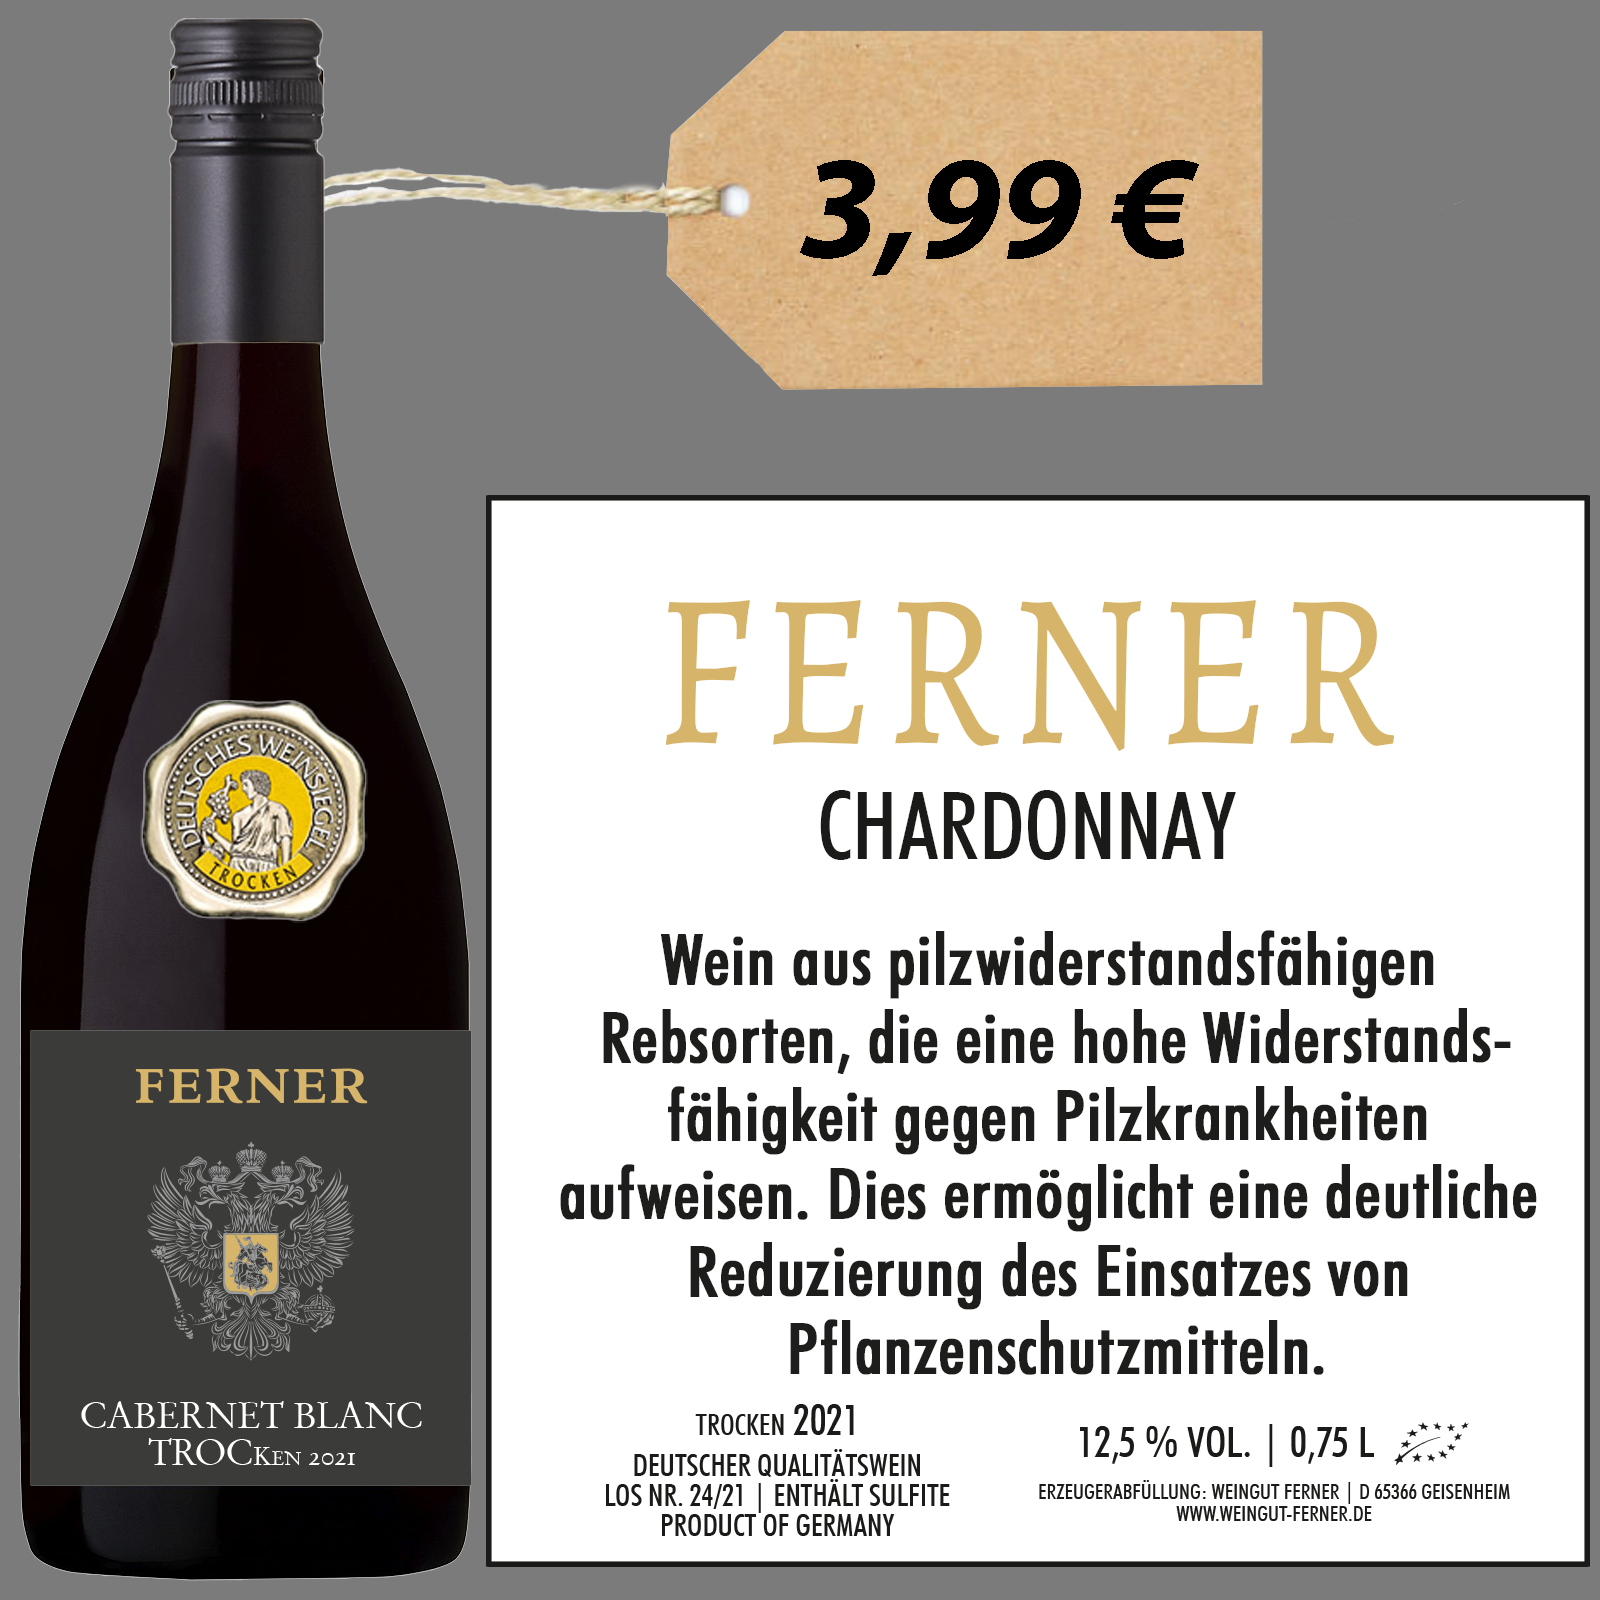 3,99 €
DEUTSCHES WEINSIEGEL
TROCKEN
FERNER
CABERNET BLANC
TROCKEN 2021
FERNER
CHARDONNAY
Wein aus pilzwiderstandsfähigen
Rebsorten, die eine hohe Widerstands-
fähigkeit gegen Pilzkrankheiten
aufweisen. Dies ermöglicht eine deutliche
Reduzierung des Einsatzes von
Pflanzenschutzmitteln.
TROCKEN 2021
DEUTSCHER QUALITÄTSWEIN
LOS NR. 24/21 | ENTHÄLT SULFITE
PRODUCT OF GERMANY
12,5 % VOL. | 0,75 L
ERZEUGERABFÜLLUNG: WEINGUT FERNER | D 65366 GEISENHEIM
WWW.WEINGUT-FERNER.DE